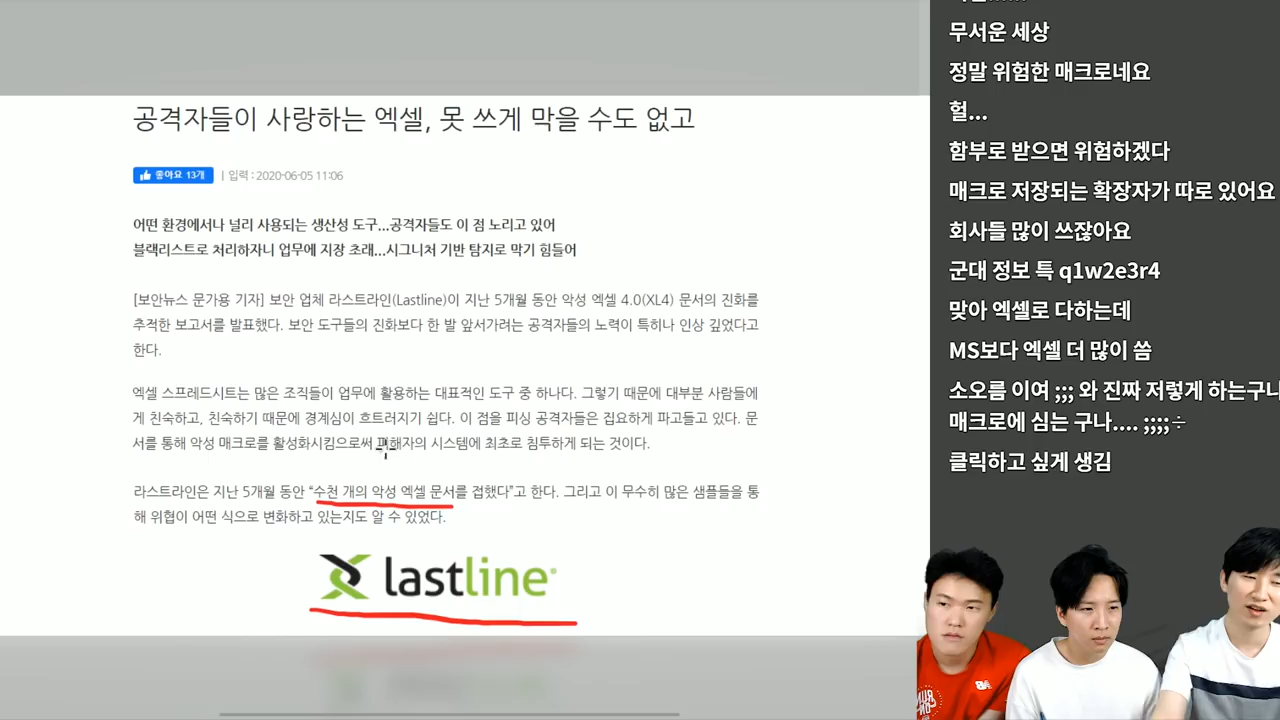 공격자들이 사랑하는 엑셀, 못 쓰게 막을 수도 없고
좋아요 13개 | 입력 : 2020-06-05 11:06
어떤 환경에서나 널리 사용되는 생산성 도구...공격자들도 이 점 노리고 있어
블랙리스트로 처리하자니 업무에 지장 초래...시그니처 기반 탐지로 막기 힘들어
[보안뉴스 문가용 기자] 보안 업체 라스트라인(Lastline)이 지난 5개월 동안 악성 엑셀 4.0(XL4) 문서의 진화를
추적한 보고서를 발표했다. 보안 도구들의 진화보다 한 발 앞서가려는 공격자들의 노력이 특히나 인상 깊었다고
한다.
엑셀 스프레드시트는 많은 조직들이 업무에 활용하는 대표적인 도구 중 하나다. 그렇기 때문에 대부분 사람들에
게 친숙하고, 친숙하기 때문에 경계심이 흐트러지기 쉽다. 이 점을 피싱 공격자들은 집요하게 파고들고 있다. 문
서를 통해 악성 매크로를 활성화시킴으로써 피해자의 시스템에 최초로 침투하게 되는 것이다.
라스트라인은 지난 5개월 동안 “수천 개의 악성 엑셀 문서를 접했다”고 한다. 그리고 이 무수히 많은 샘플들을 통
해 위협이 어떤 식으로 변화하고 있는지도 알 수 있었다.
lastline
무서운 세상
정말 위험한 매크로네요
헐...
함부로 받으면 위험하겠다
매크로 저장되는 확장자가 따로 있어요
회사들 많이 쓰잖아요
군대 정보 특 q1w2e3r4
맞아 엑셀로 다하는데
MS보다 엑셀 더 많이 씀
소오름 이여 ;;; 와 진짜 저렇게 하는구나
매크로에 심는 구나.... ;;;;÷
클릭하고 싶게 생김